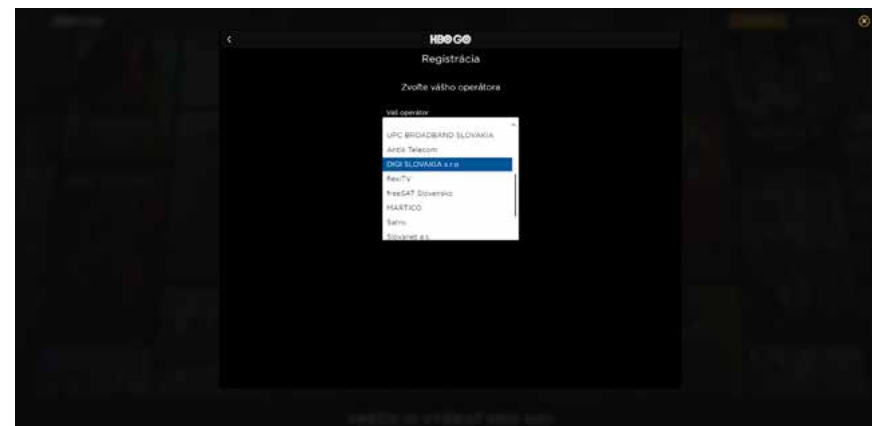 HBO GO
Registrácia
Zvoľte vášho operátora
Váš operátor
UPC BROADBAND SLOVAKIA
Antik Telecom
DIGI SLOVAKIA s.r.o
flexiTV
freeSAT Slovensko
MARTICO
Satro
Slovanet a.s.